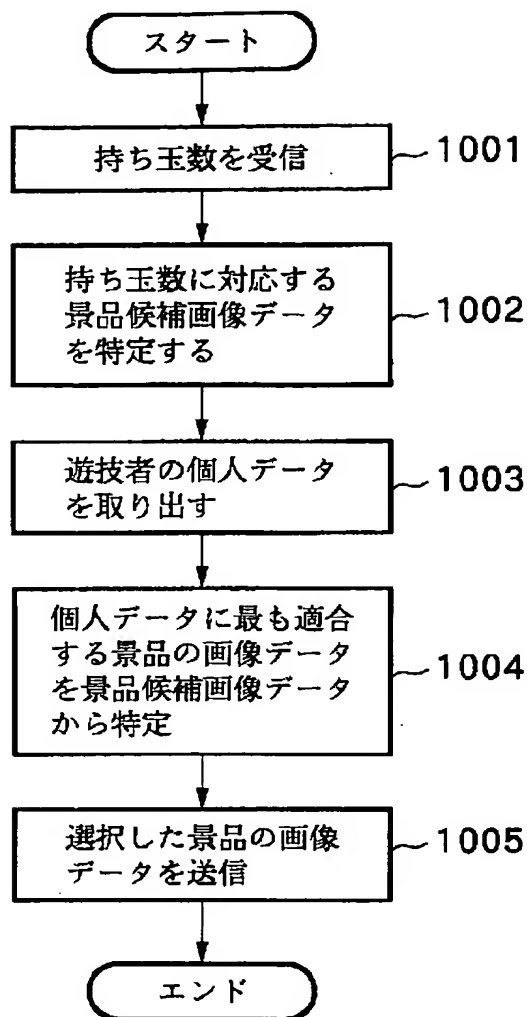 スタート
持ち玉数を受信
1001
持ち玉数に対応する
景品候補画像データ
を特定する
1002
遊技者の個人データ
を取り出す
1003
個人データに最も適合
する景品の画像データ
を景品候補画像データ
から特定
1004
選択した景品の画像
データを送信
1005
エンド